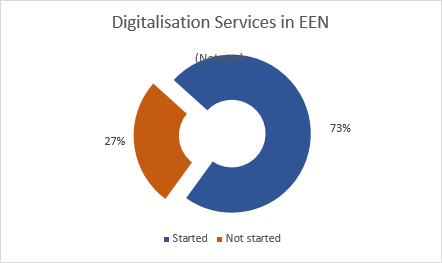 Digitalisation Services in EEN
73%
27%
Started
Not started